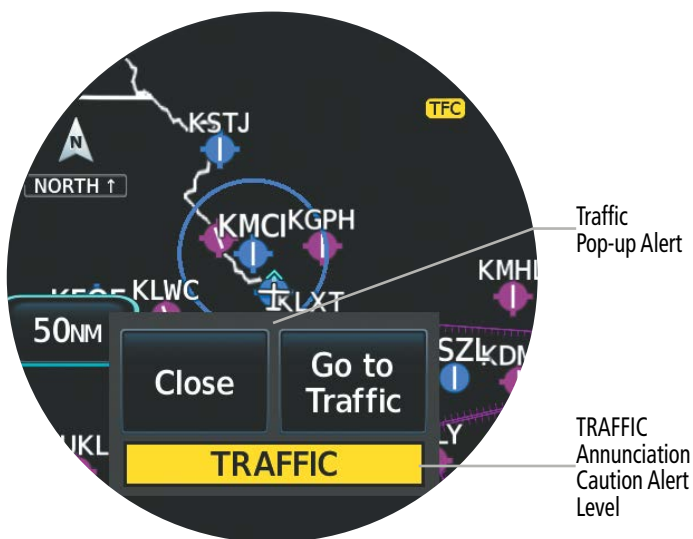 TFC
KSTJ
N
NORTH ↑
KMCI
KGPH
Traffic
Pop-up Alert
KLWC
KLXT
50NM
Close
Go to
Traffic
TRAFFIC
TRAFFIC
Annunciation
Caution Alert
Level